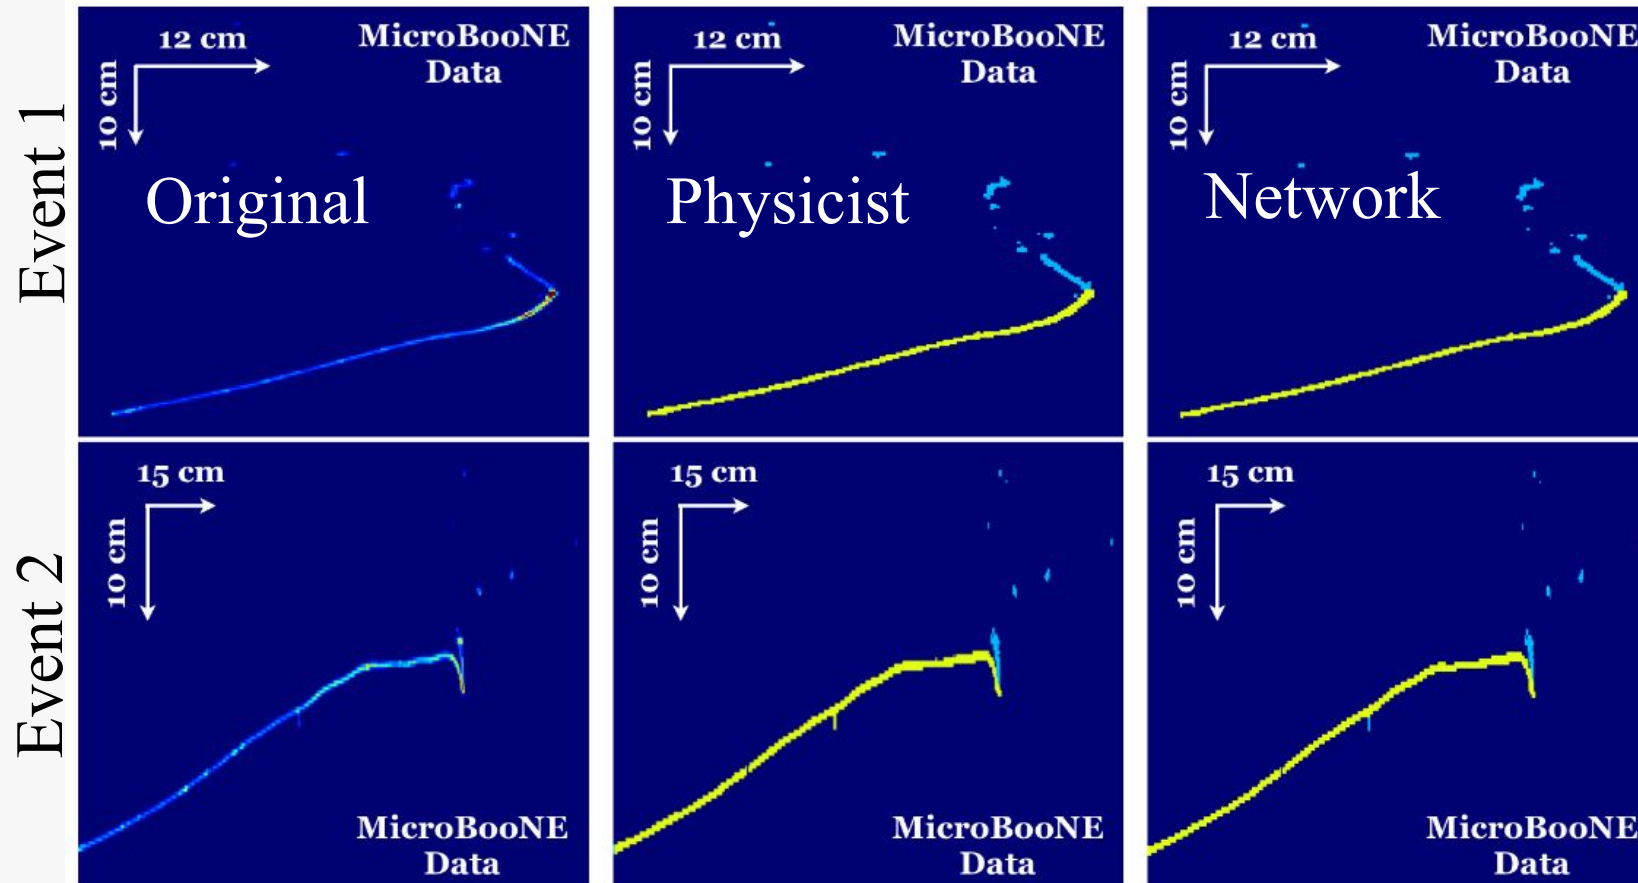 Event 1
12 cm
MicroBooNE
Data
10 cm
Original
12 cm
MicroBooNE
Data
10 cm
Physicist
12 cm
MicroBooNE
Data
10 cm
Network
Event 2
15 cm
10 cm
MicroBooNE
Data
15 cm
10 cm
MicroBooNE
Data
15 cm
10 cm
MicroBooNE
Data